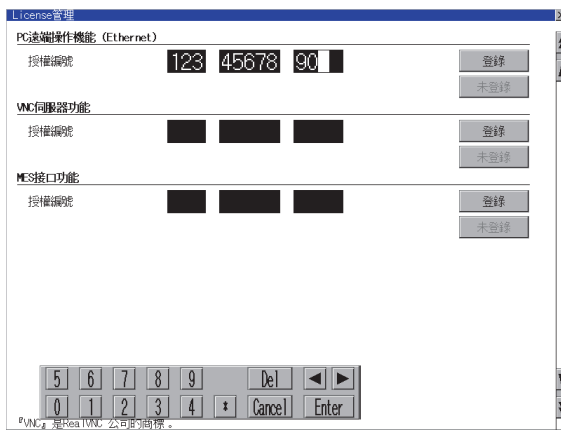 License管理
PC遠端操作機能 (Ethernet)
授權編號 123 45678 90 登錄
未登錄
VNC伺服器功能
授權編號 登錄
未登錄
MES接口功能
授權編號 登錄
未登錄
5 6 7 8 9 Del ◀ ▶
0 1 2 3 4 Cancel Enter
『VNC』是RealVNC 公司的商標。